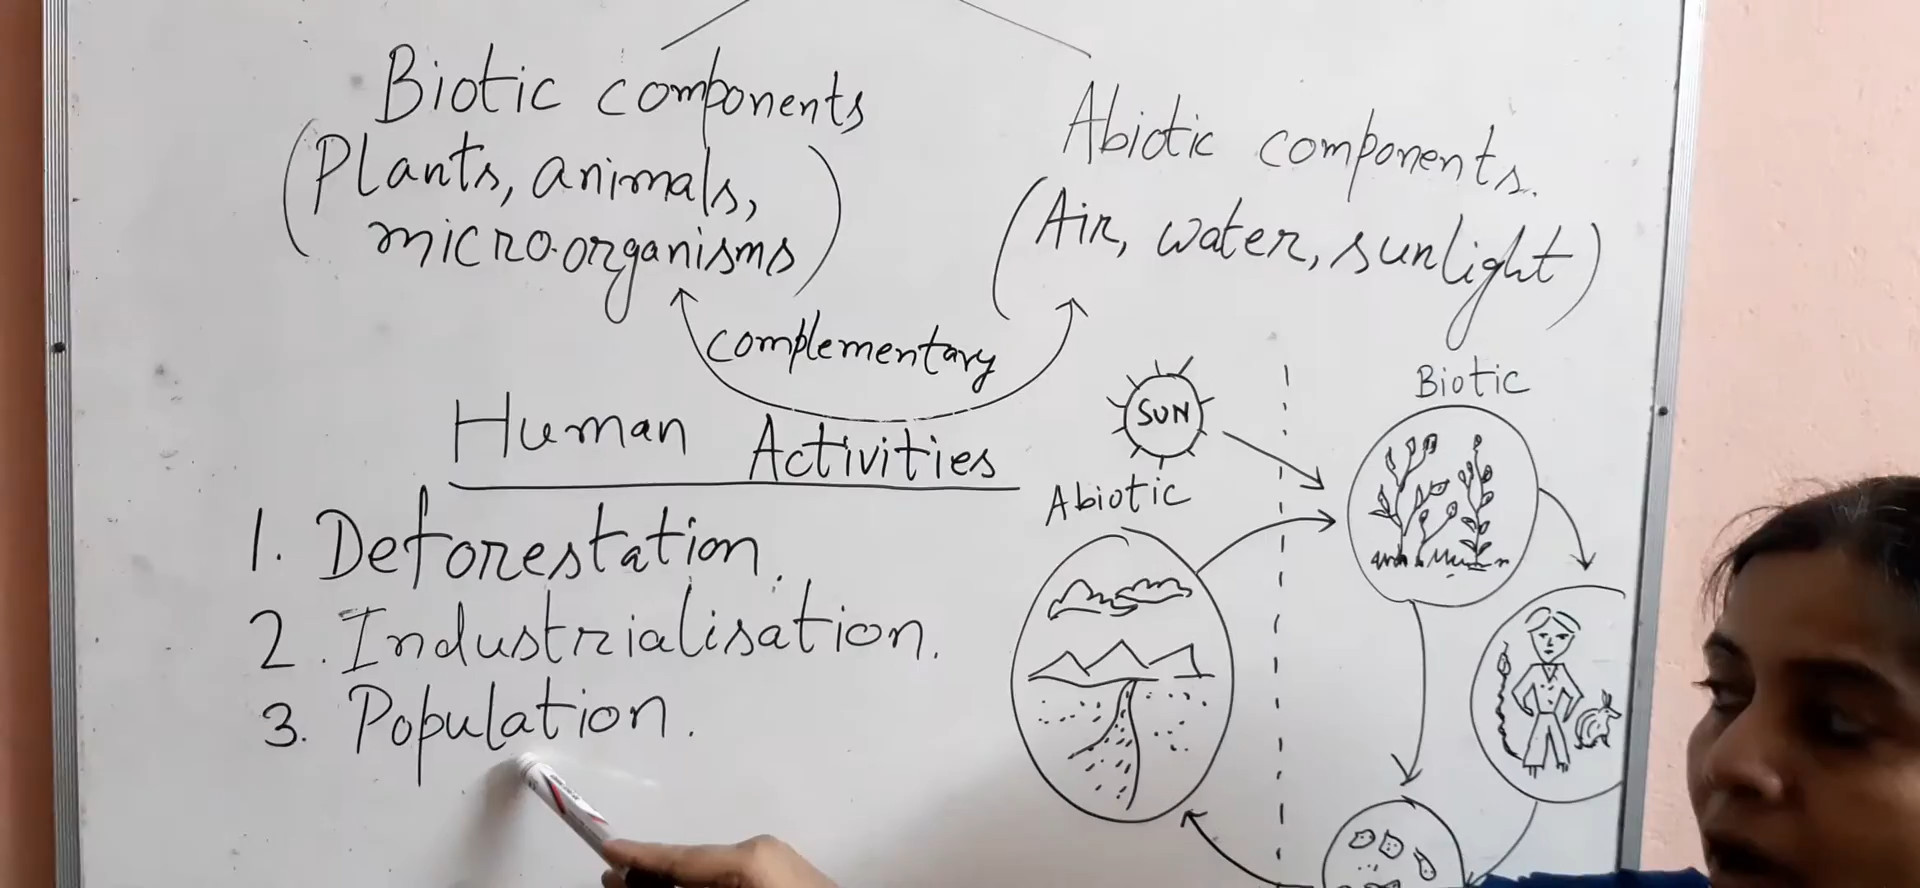 Biotic components
(Plants, animals,
micro.organisms)
Abiotic components.
(Air, water, sunlight)
complementary
Human Activities
1. Deforestation.
2. Industrialisation.
3. Population.
SUN
Abiotic
Biotic